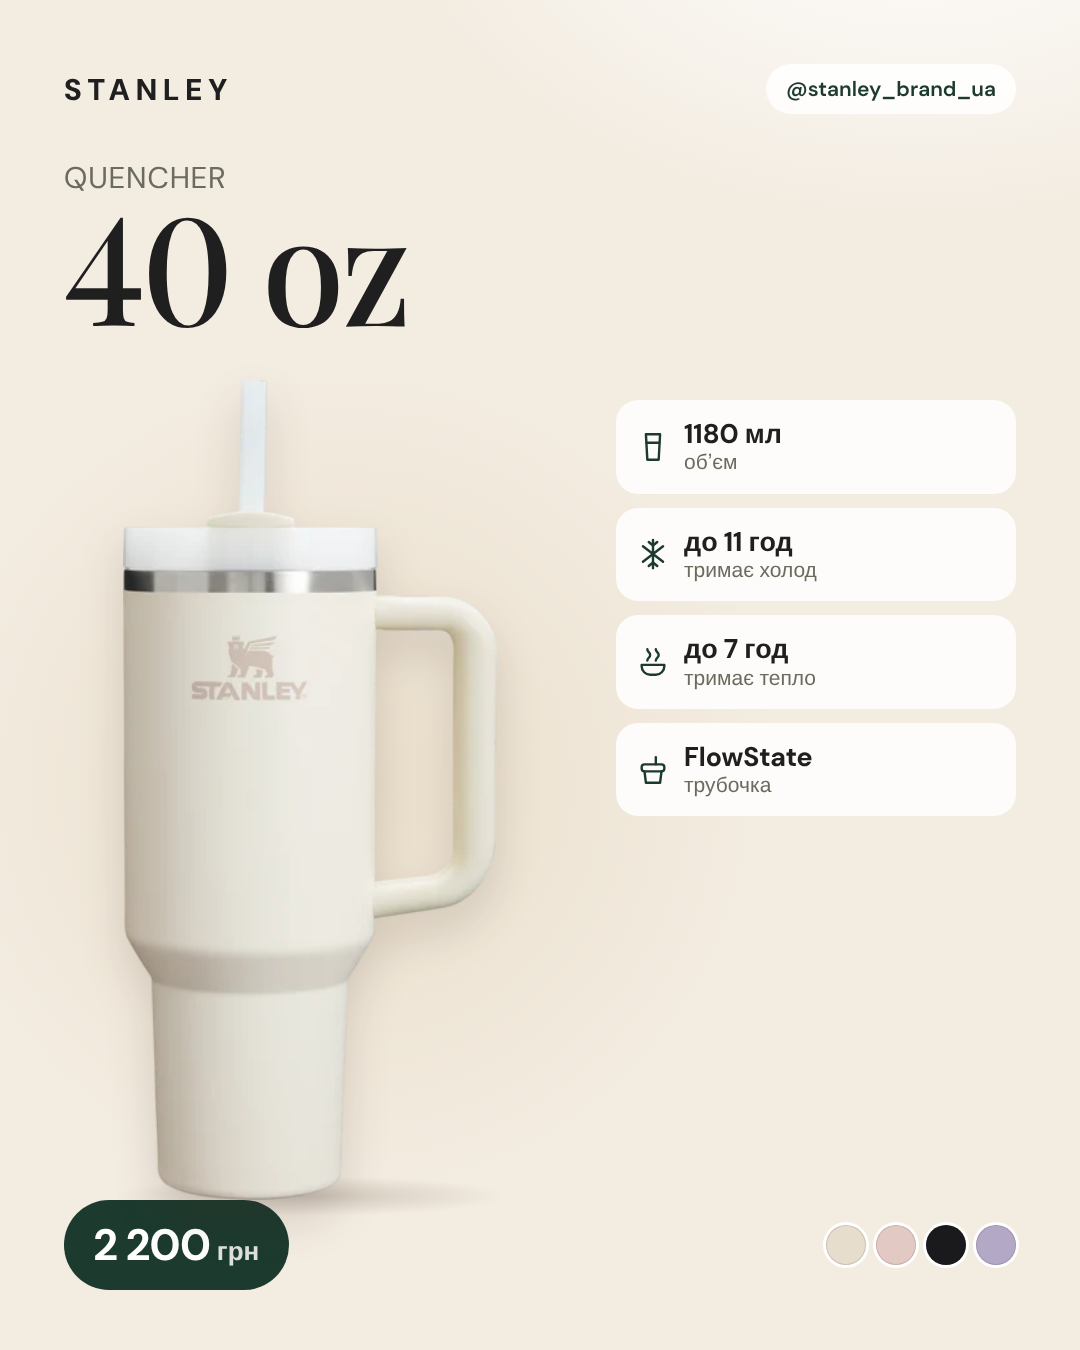 STANLEY
@stanley_brand_ua
QUENCHER
40 oz
1180 мл
об’єм
до 11 год
тримає холод
до 7 год
тримає тепло
FlowState
трубочка
STANLEY
2 200 грн